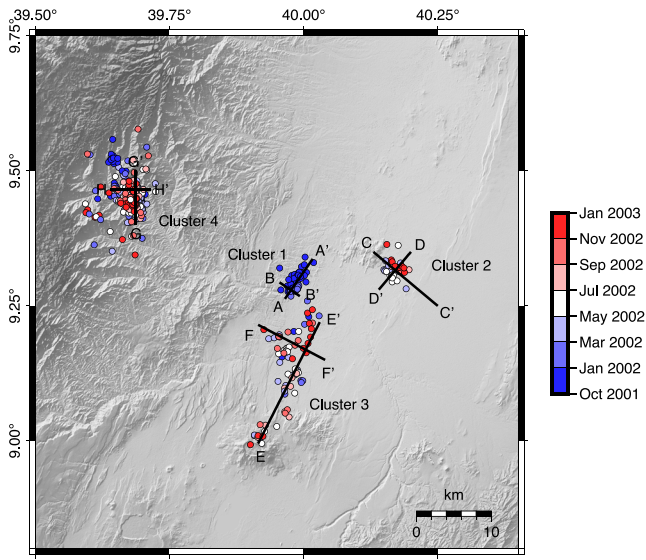 39.50° 39.75° 40.00° 40.25°
9.75°
9.50°
9.25°
9.00°
G'
H H'
G
Cluster 4
Cluster 1
A'
B
A
B'
C D
Cluster 2
D'
C'
E'
F
F'
Cluster 3
E
km
0 10
Jan 2003
Nov 2002
Sep 2002
Jul 2002
May 2002
Mar 2002
Jan 2002
Oct 2001